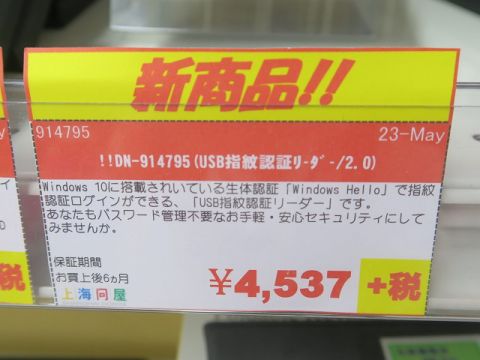 新商品!!
914795 23-May
!!DN-914795(USB指紋認証ﾘｰﾀﾞｰ/2.0)
Windows 10に搭載されいている生体認証「Windows Hello」で指紋
認証ログインができる、「USB指紋認証リーダー」です。
あなたもパスワード管理不要なお手軽・安心セキュリティにして
みませんか。
保証期間
お買上後6ヵ月
上海問屋
¥4,537 +税